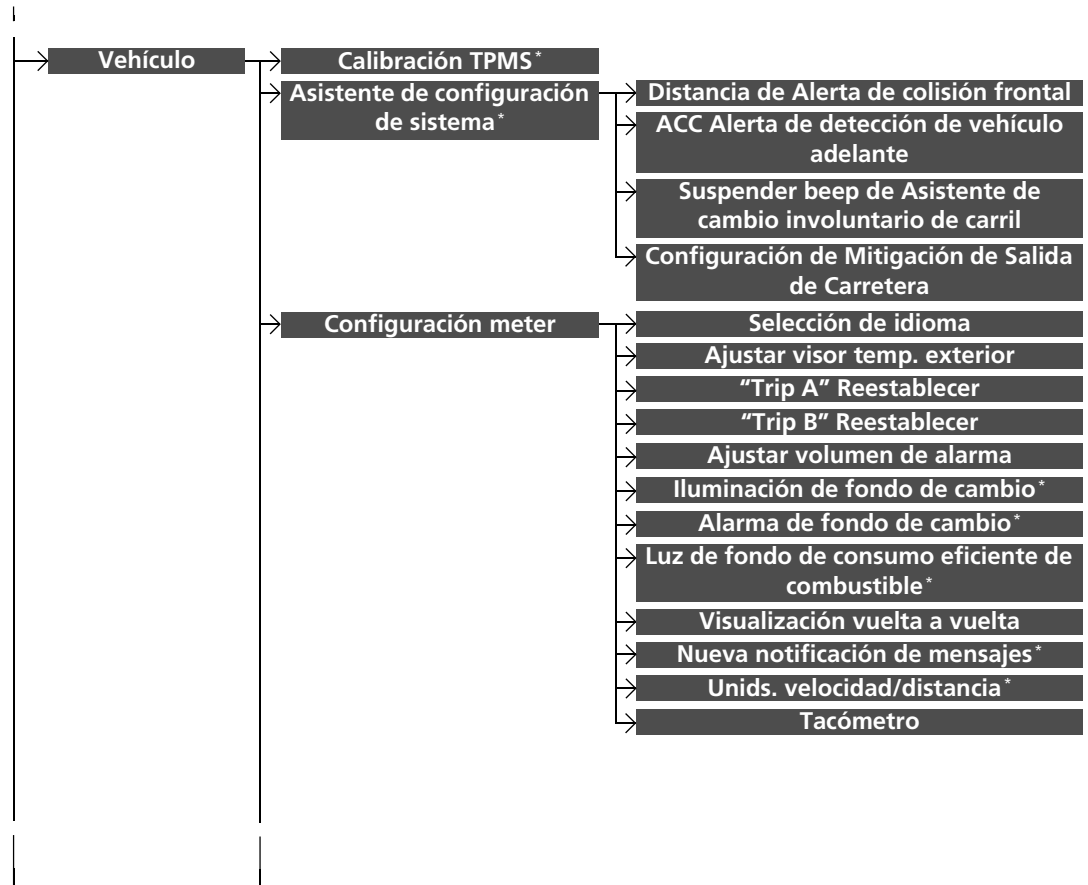 Vehículo
Calibración TPMS*
Asistente de configuración
de sistema*
Distancia de Alerta de colisión frontal
ACC Alerta de detección de vehículo
adelante
Suspender beep de Asistente de
cambio involuntario de carril
Configuración de Mitigación de Salida
de Carretera
Configuración meter
Selección de idioma
Ajustar visor temp. exterior
“Trip A” Reestablecer
“Trip B” Reestablecer
Ajustar volumen de alarma
Iluminación de fondo de cambio*
Alarma de fondo de cambio*
Luz de fondo de consumo eficiente de
combustible*
Visualización vuelta a vuelta
Nueva notificación de mensajes*
Unids. velocidad/distancia*
Tacómetro